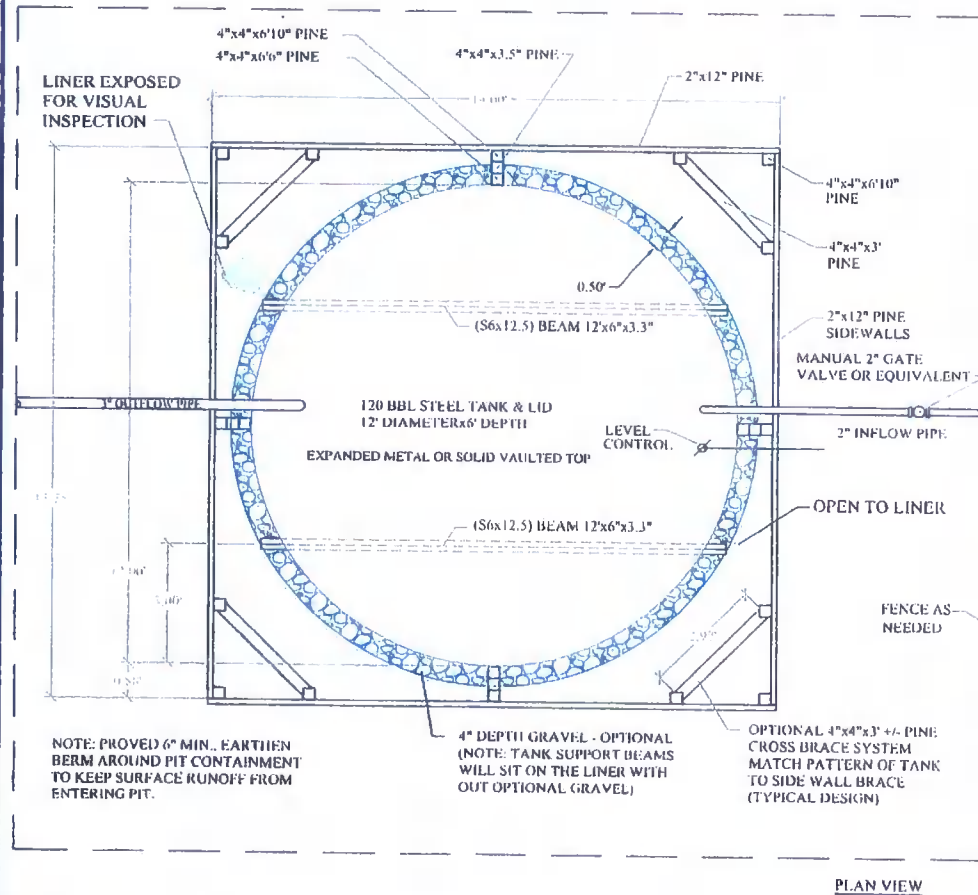 4"x4"x6'10" PINE
4"x4"x6'6" PINE
4"x4"x3.5" PINE
2"x12" PINE
LINER EXPOSED
FOR VISUAL
INSPECTION
4"x4"x6'10"
PINE
4"x4"x3'
PINE
0.50'
(S6x12.5) BEAM 12'x6"x3.3"
2"x12" PINE
SIDEWALLS
MANUAL 2" GATE
VALVE OR EQUIVALENT
3" OUTFLOW PIPE
120 BBL STEEL TANK & LID
12' DIAMETERx6' DEPTH
LEVEL
CONTROL
2" INFLOW PIPE
EXPANDED METAL OR SOLID VAULTED TOP
OPEN TO LINER
(S6x12.5) BEAM 12'x6"x3.3"
FENCE AS
NEEDED
NOTE: PROVED 6" MIN., EARTHEN
BERM AROUND PIT CONTAINMENT
TO KEEP SURFACE RUNOFF FROM
ENTERING PIT.
4" DEPTH GRAVEL - OPTIONAL
(NOTE: TANK SUPPORT BEAMS
WILL SIT ON THE LINER WITH
OUT OPTIONAL GRAVEL)
OPTIONAL 4"x4"x3' +/- PINE
CROSS BRACE SYSTEM
MATCH PATTERN OF TANK
TO SIDE WALL BRACE
(TYPICAL DESIGN)
PLAN VIEW